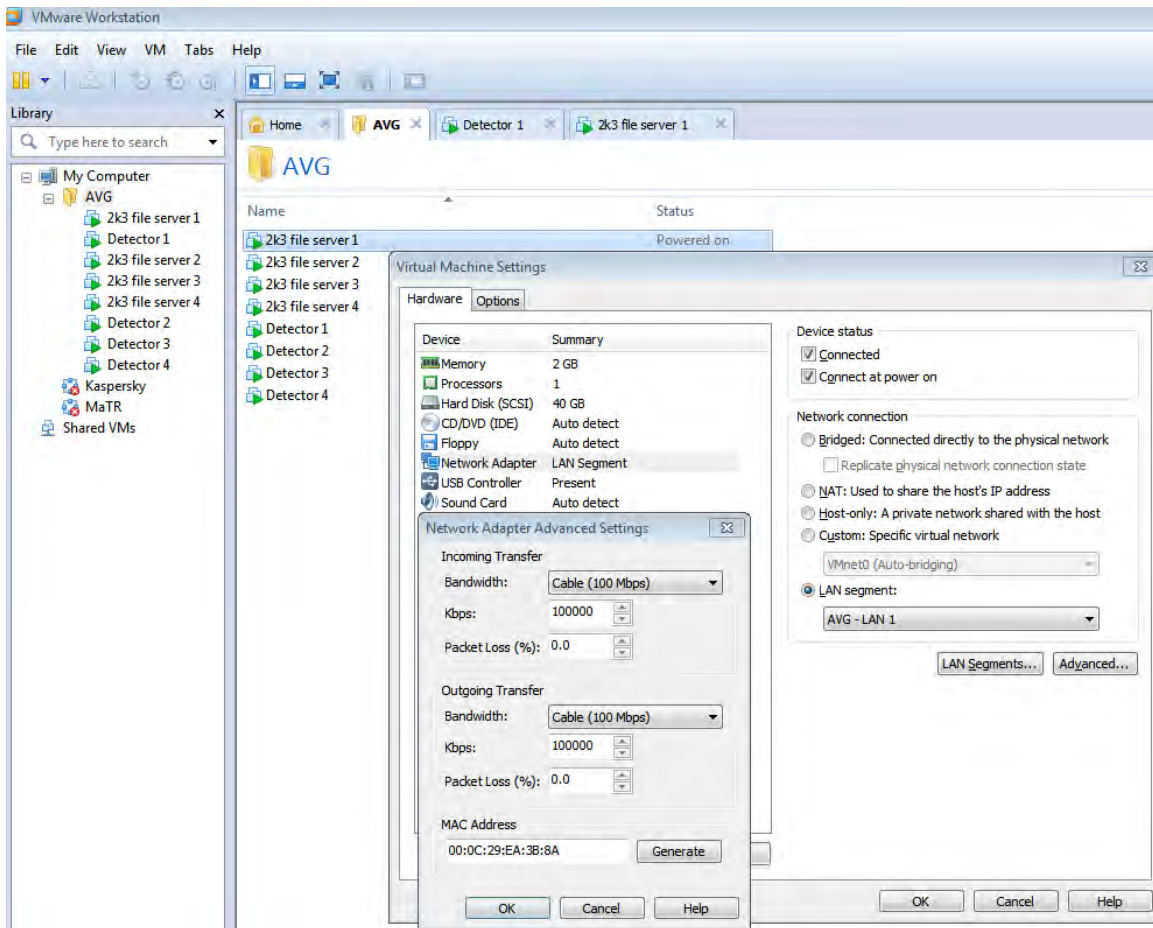 VMware Workstation
File Edit View VM Tabs Help
Library
Type here to search
My Computer
AVG
2k3 file server 1
Detector 1
2k3 file server 2
2k3 file server 3
2k3 file server 4
Detector 2
Detector 3
Detector 4
Kaspersky
MaTR
Shared VMs
Home AVG Detector 1 2k3 file server 1
AVG
Name Status
2k3 file server 1 Powered on
2k3 file server 2
2k3 file server 3
2k3 file server 4
Detector 1
Detector 2
Detector 3
Detector 4
Virtual Machine Settings
Hardware Options
Device Summary
Memory 2 GB
Processors 1
Hard Disk (SCSI) 40 GB
CD/DVD (IDE) Auto detect
Floppy Auto detect
Network Adapter LAN Segment
USB Controller Present
Sound Card Auto detect
Device status
Connected
Connect at power on
Network connection
Bridged: Connected directly to the physical network
Replicate physical network connection state
NAT: Used to share the host's IP address
Host-only: A private network shared with the host
Custom: Specific virtual network
VMnet0 (Auto-bridging)
LAN segment:
AVG - LAN 1
LAN Segments... Advanced...
Network Adapter Advanced Settings
Incoming Transfer
Bandwidth: Cable (100 Mbps)
Kbps: 100000
Packet Loss (%): 0.0
Outgoing Transfer
Bandwidth: Cable (100 Mbps)
Kbps: 100000
Packet Loss (%): 0.0
MAC Address
00:0C:29:EA:3B:8A Generate
OK Cancel Help
OK Cancel Help